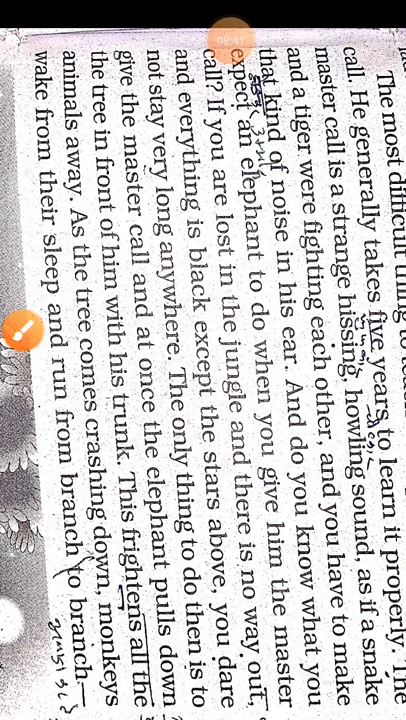 The most difficult thing to
call. He generally takes five years to learn it properly. The
master call is a strange hissing, howling sound, as if a snake
and a tiger were fighting each other, and you have to make
that kind of noise in his ear. And do you know what you
expect an elephant to do when you give him the master
call? If you are lost in the jungle and there is no way out,
and everything is black except the stars above, you dare
not stay very long anywhere. The only thing to do then is to
give the master call and at once the elephant pulls down
the tree in front of him with his trunk. This frightens all the
animals away. As the tree comes crashing down, monkeys
wake from their sleep and run from branch to branch—
08:41